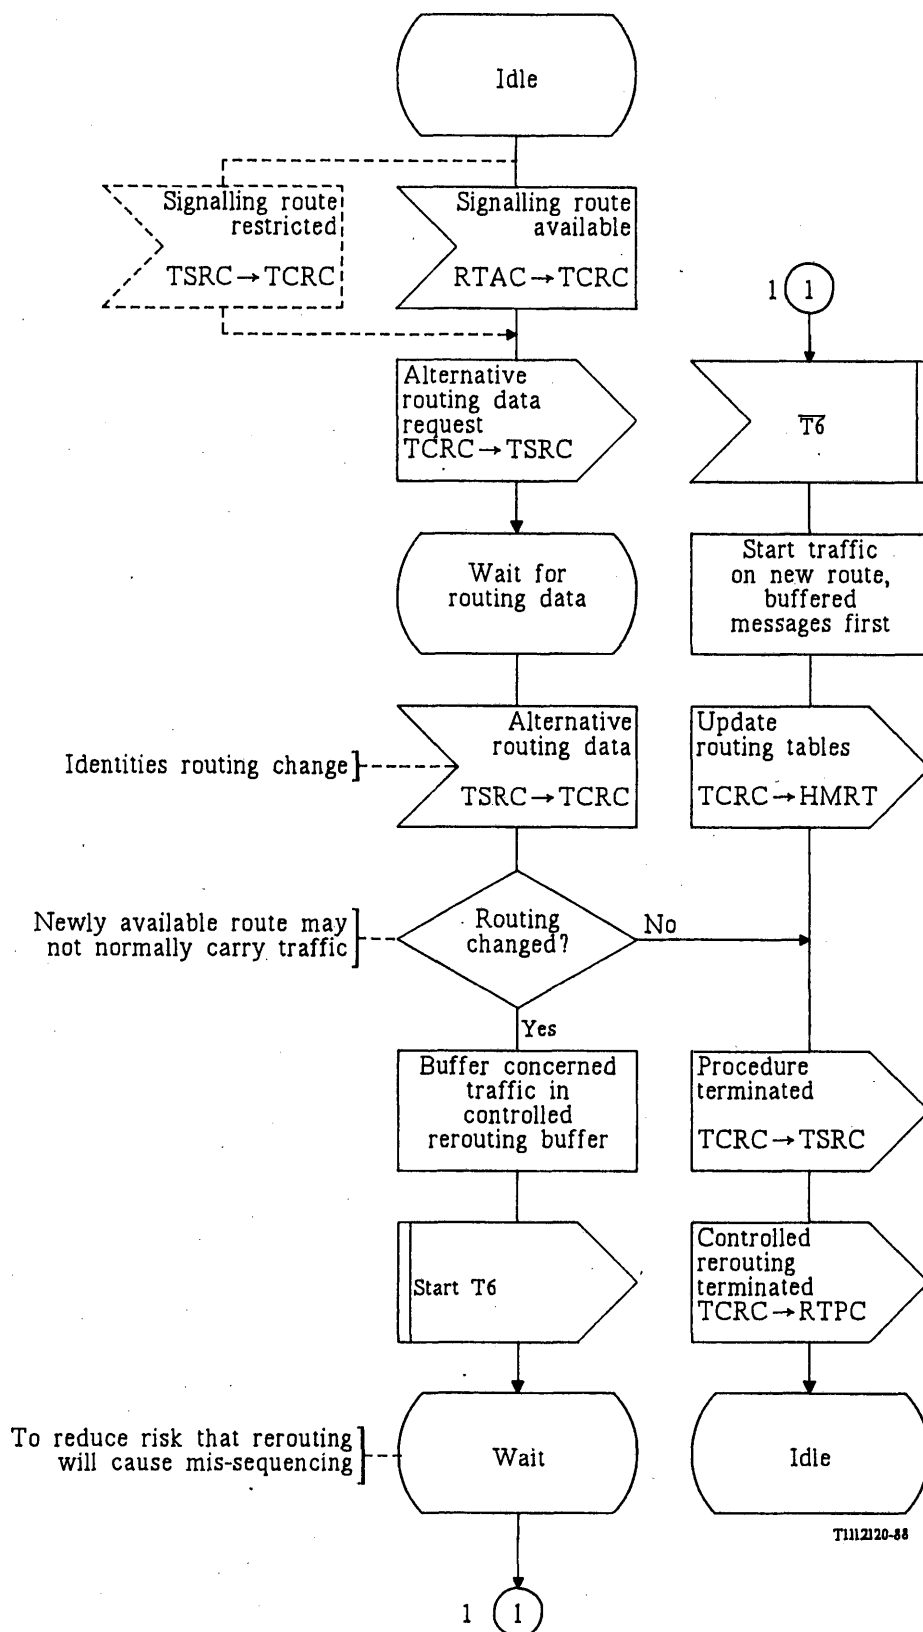 Idle
Signalling route
restricted
TSRC → TCRC
Signalling route
available
RTAC → TCRC
Alternative
routing data
request
TCRC → TSRC
Wait for
routing data
Identities routing change
Alternative
routing data
TSRC → TCRC
Newly available route may
not normally carry traffic
Routing
changed?
No
Yes
Buffer concerned
traffic in
controlled
rerouting buffer
Start T6
To reduce risk that rerouting
will cause mis-sequencing
Wait
1 1
1 1
T6
Start traffic
on new route,
buffered
messages first
Update
routing tables
TCRC → HMRT
Procedure
terminated
TCRC → TSRC
Controlled
rerouting
terminated
TCRC → RTPC
Idle
T1112120-88